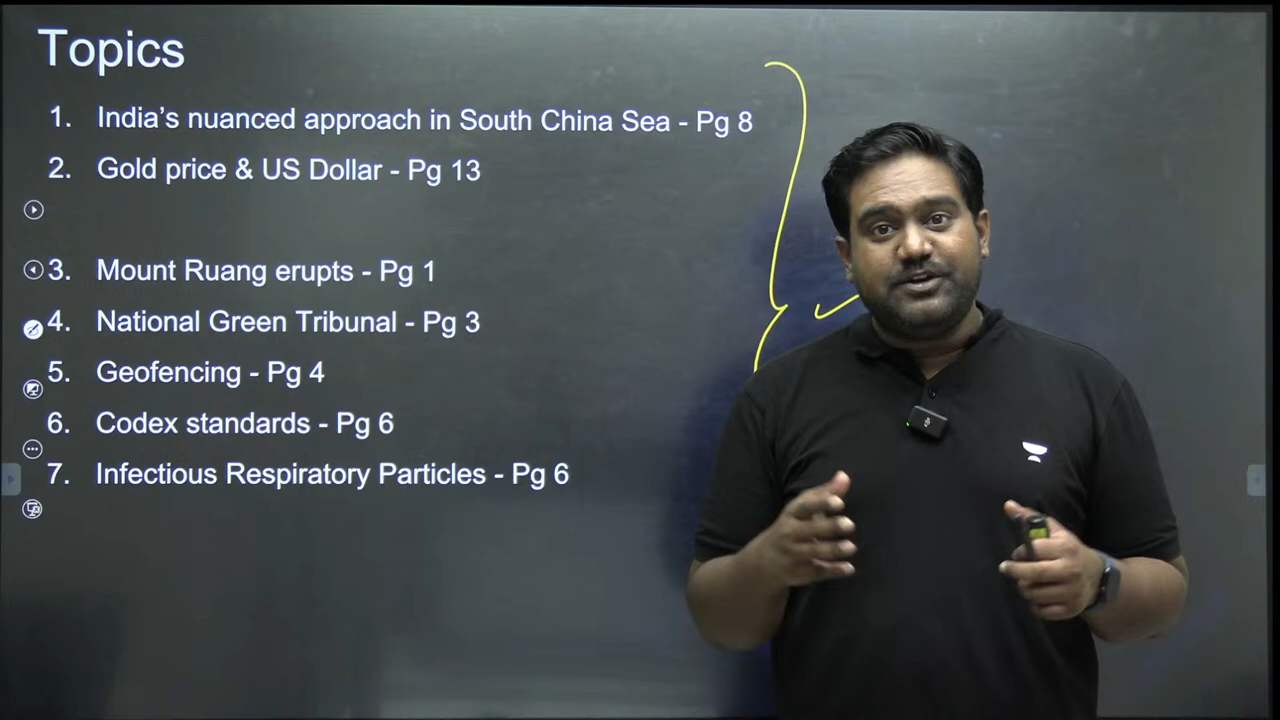 Topics
1. India's nuanced approach in South China Sea - Pg 8
2. Gold price & US Dollar - Pg 13
3. Mount Ruang erupts - Pg 1
4. National Green Tribunal - Pg 3
5. Geofencing - Pg 4
6. Codex standards - Pg 6
7. Infectious Respiratory Particles - Pg 6